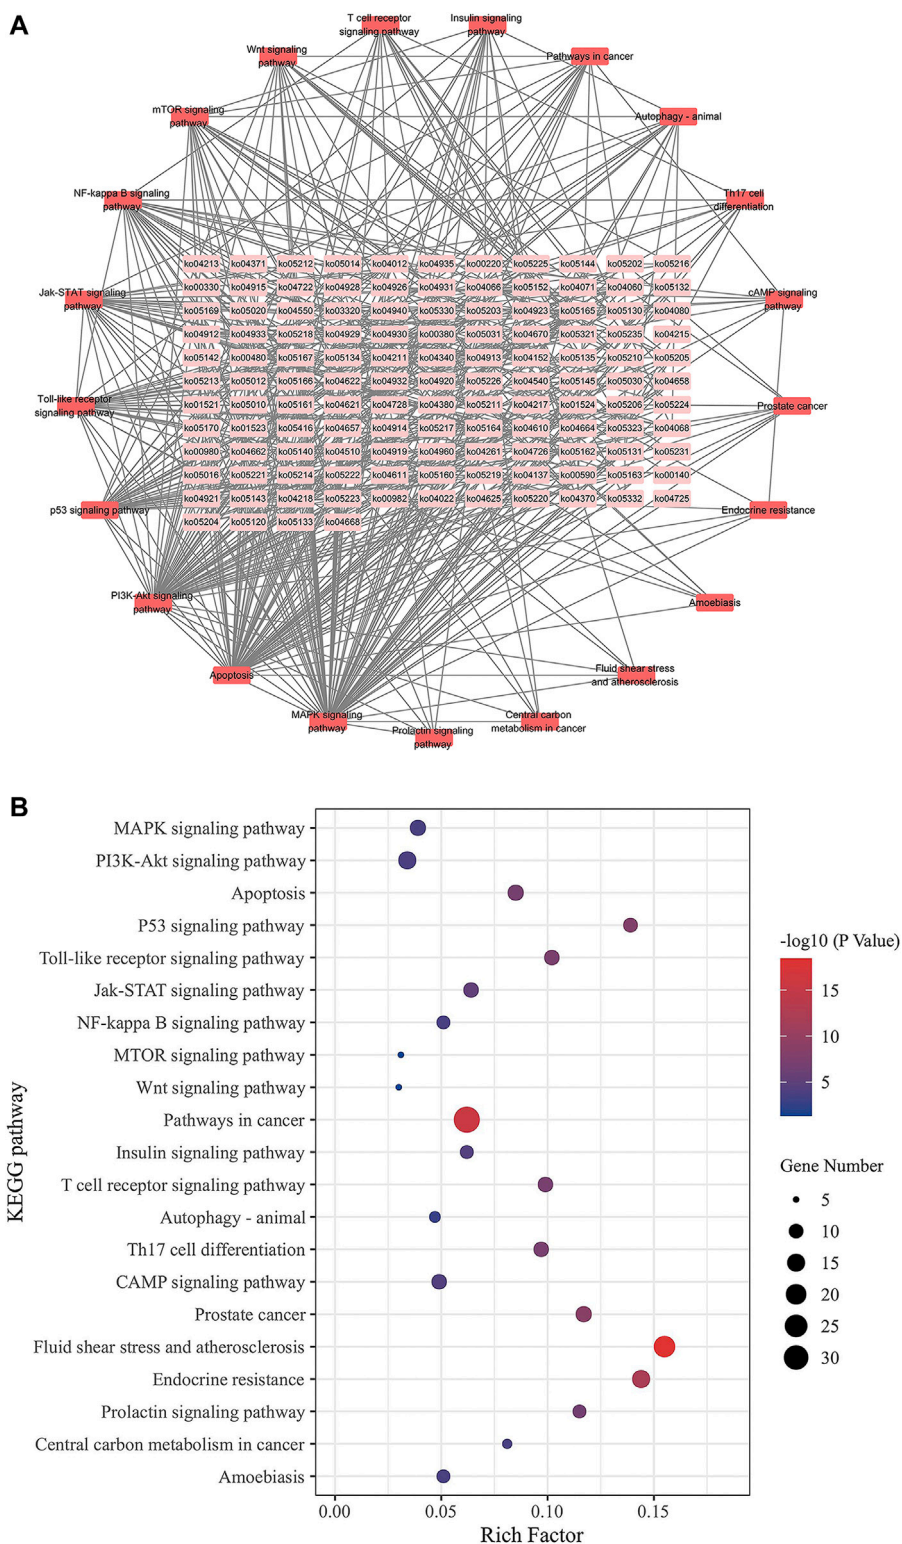 A
T cell receptor
signaling pathway
Insulin signaling
pathway
Wnt signaling
pathway
Pathways in cancer
mTOR signaling
pathway
Autophagy - animal
NF-kappa B signaling
pathway
Th17 cell
differentiation
ko04213 ko04371 ko05212 ko05014 ko04012 ko04935 ko00220 ko05225 ko05144 ko05202 ko05216
ko00330 ko04915 ko04722 ko04928 ko04926 ko04931 ko04066 ko05152 ko04071 ko04060 ko05132
Jak-STAT signaling
pathway
cAMP signaling
pathway
ko05169 ko05020 ko04550 ko03320 ko04940 ko05330 ko05203 ko04923 ko05165 ko05130 ko04080
ko04912 ko04933 ko05218 ko04929 ko04930 ko00380 ko05031 ko04670 ko05321 ko05235 ko04215
ko05142 ko00480 ko05167 ko05134 ko04211 ko04340 ko04913 ko04152 ko05135 ko05210 ko05205
ko05213 ko05012 ko05166 ko04622 ko04932 ko04920 ko05226 ko04540 ko05145 ko05030 ko04658
Toll-like receptor
signaling pathway
ko01521 ko05010 ko05161 ko04621 ko04728 ko04380 ko05211 ko04217 ko01524 ko05206 ko05224
Prostate cancer
ko05170 ko01523 ko05416 ko04657 ko04914 ko05217 ko05164 ko04610 ko04664 ko05323 ko04068
ko00980 ko04662 ko05140 ko04510 ko04919 ko04960 ko04261 ko04726 ko05162 ko05131 ko05231
ko05016 ko05221 ko05214 ko05222 ko04611 ko05160 ko05219 ko04137 ko00590 ko05163 ko00140
ko04921 ko05143 ko04218 ko05223 ko00982 ko04022 ko04625 ko05220 ko04370 ko05332 ko04725
p53 signaling pathway
Endocrine resistance
ko05204 ko05120 ko05133 ko04668
PI3K-Akt signaling
pathway
Amoebiasis
Apoptosis
Fluid shear stress
and atherosclerosis
MAPK signaling
pathway
Prolactin signaling
pathway
Central carbon
metabolism in cancer
B
KEGG pathway
MAPK signaling pathway
PI3K-Akt signaling pathway
Apoptosis
P53 signaling pathway
Toll-like receptor signaling pathway
Jak-STAT signaling pathway
NF-kappa B signaling pathway
MTOR signaling pathway
Wnt signaling pathway
Pathways in cancer
Insulin signaling pathway
T cell receptor signaling pathway
Autophagy - animal
Th17 cell differentiation
CAMP signaling pathway
Prostate cancer
Fluid shear stress and atherosclerosis
Endocrine resistance
Prolactin signaling pathway
Central carbon metabolism in cancer
Amoebiasis
0.00 0.05 0.10 0.15
Rich Factor
-log10 (P Value)
15
10
5
Gene Number
5
10
15
20
25
30